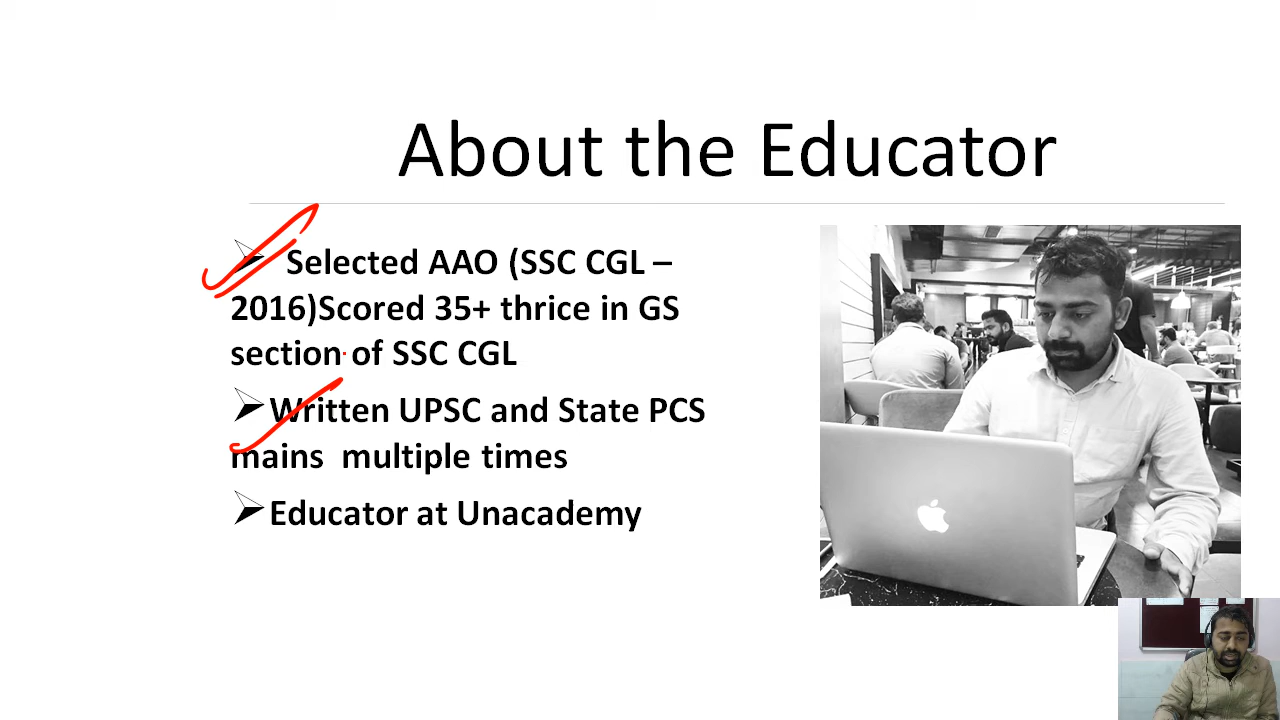 About the Educator
Selected AAO (SSC CGL –
2016)Scored 35+ thrice in GS
section of SSC CGL
Written UPSC and State PCS
mains multiple times
Educator at Unacademy